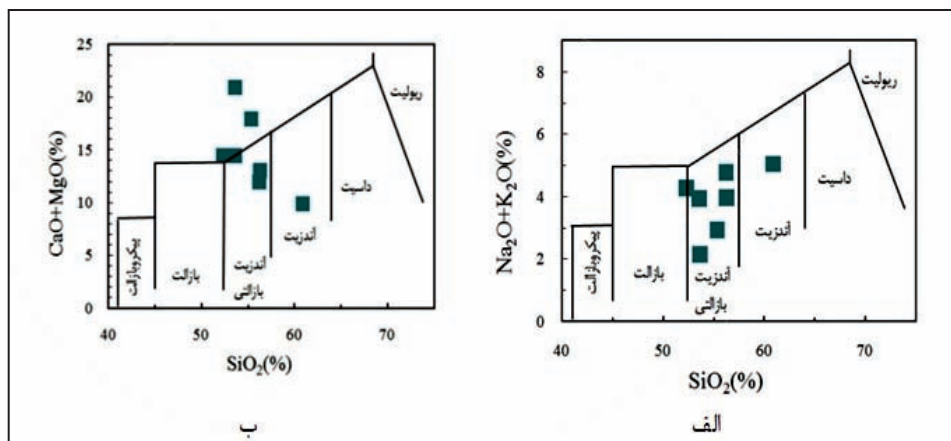 CaO+MgO(%)
25
20
15
10
5
0
ریولیت
داسیت
آندزیت
آندزیت
بازالتی
بازالت
پیکروبازالت
40
50
60
70
SiO2(%)
ب
Na2O+K2O(%)
8
6
4
2
0
ریولیت
داسیت
آندزیت
آندزیت
بازالتی
بازالت
پیکروبازالت
40
50
60
70
SiO2(%)
الف